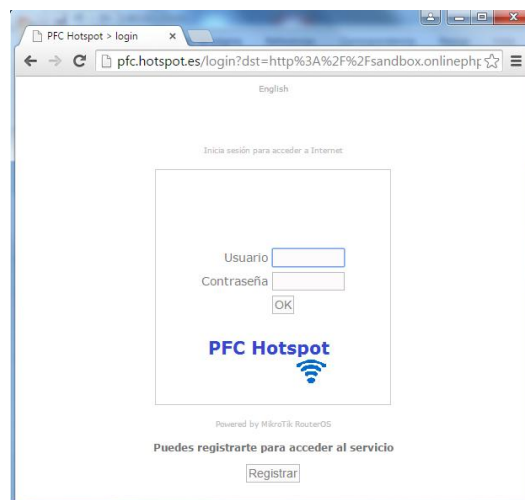 PFC Hotspot > login
pfc.hotspot.es/login?dst=http%3A%2F%2Fsandbox.onlinephp
English
Inicia sesión para acceder a Internet
Usuario
Contraseña
OK
PFC Hotspot
Powered by MikroTik RouterOS
Puedes registrarte para acceder al servicio
Registrar